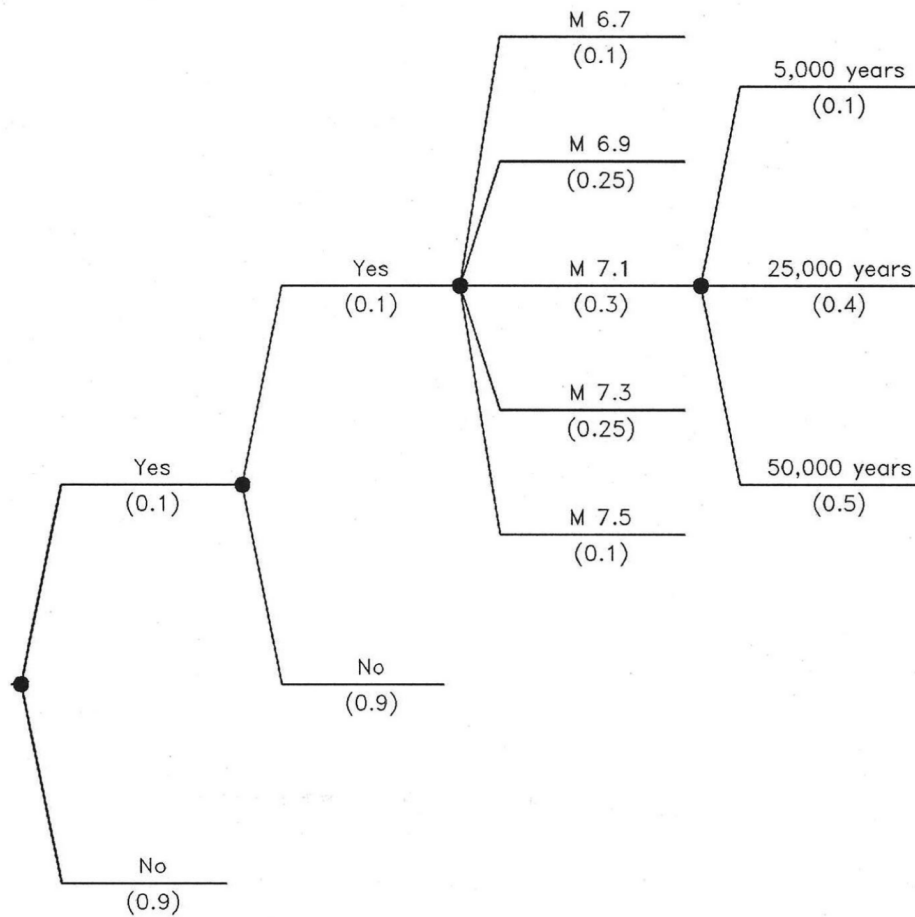 M 6.7
(0.1)
5,000 years
(0.1)
M 6.9
(0.25)
Yes
(0.1)
M 7.1
(0.3)
25,000 years
(0.4)
M 7.3
(0.25)
Yes
(0.1)
50,000 years
(0.5)
M 7.5
(0.1)
No
(0.9)
No
(0.9)